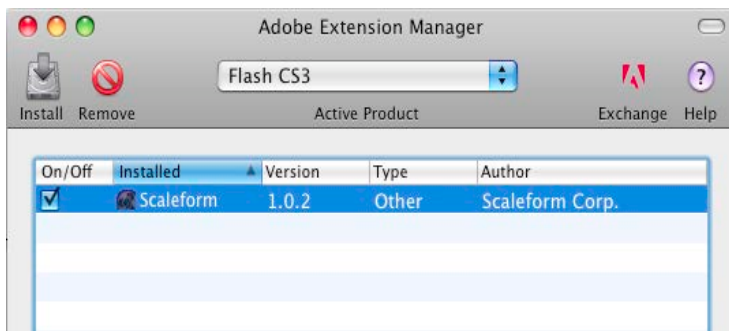 Adobe Extension Manager
Flash CS3
Install Remove Active Product Exchange Help
On/Off Installed Version Type Author
Scaleform 1.0.2 Other Scaleform Corp.